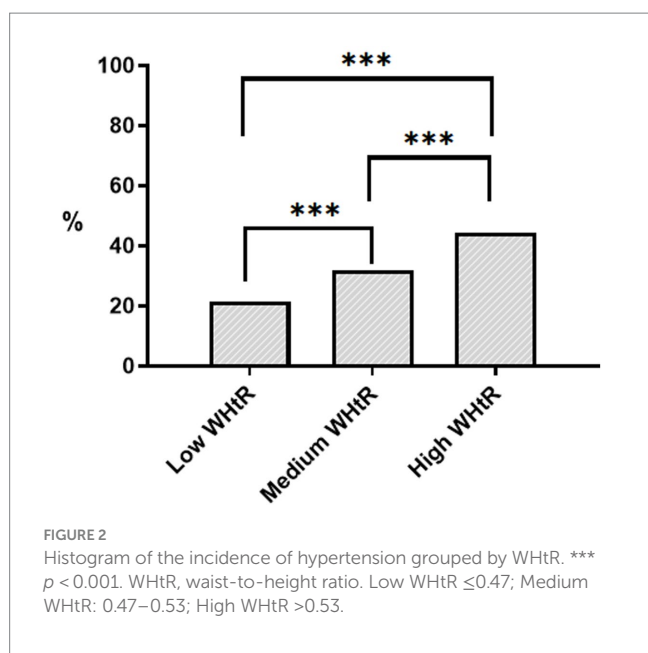 100
***
80
***
60
%
***
40
20
0
Low WHtR
Medium WHtR
High WHtR
FIGURE 2
Histogram of the incidence of hypertension grouped by WHtR. ***
p < 0.001. WHtR, waist-to-height ratio. Low WHtR ≤0.47; Medium
WHtR: 0.47–0.53; High WHtR >0.53.